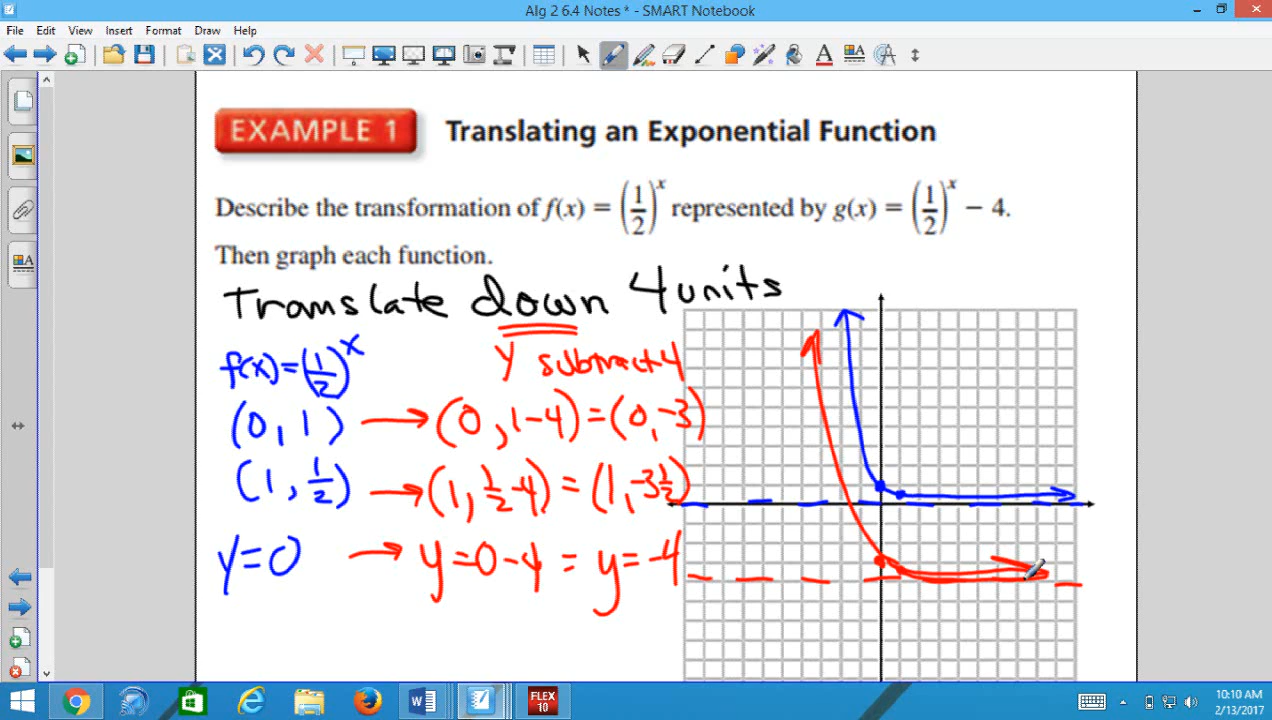 Alg 2 6.4 Notes * - SMART Notebook
File Edit View Insert Format Draw Help
EXAMPLE 1 Translating an Exponential Function
Describe the transformation of f(x) = (1/2)^x represented by g(x) = (1/2)^x − 4.
Then graph each function.
Translate down 4 units
f(x) = (1/2)^x y subtract 4
(0, 1) → (0, 1-4) = (0, -3)
(1, 1/2) → (1, 1/2-4) = (1, -3 1/2)
y=0 → y=0-4 = y=-4
FLEX
10
10:10 AM
2/13/2017